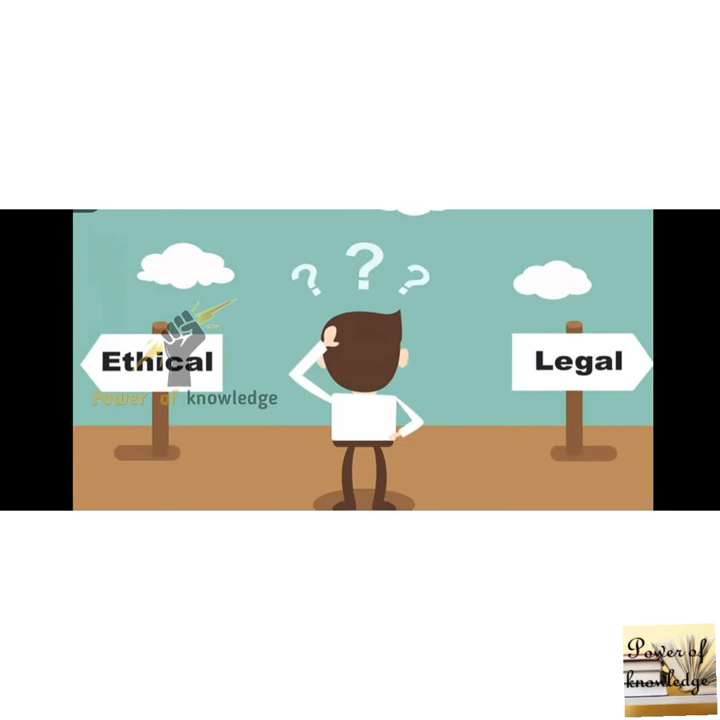 ? ? ?
Ethical
Legal
Power of knowledge
Power of
knowledge